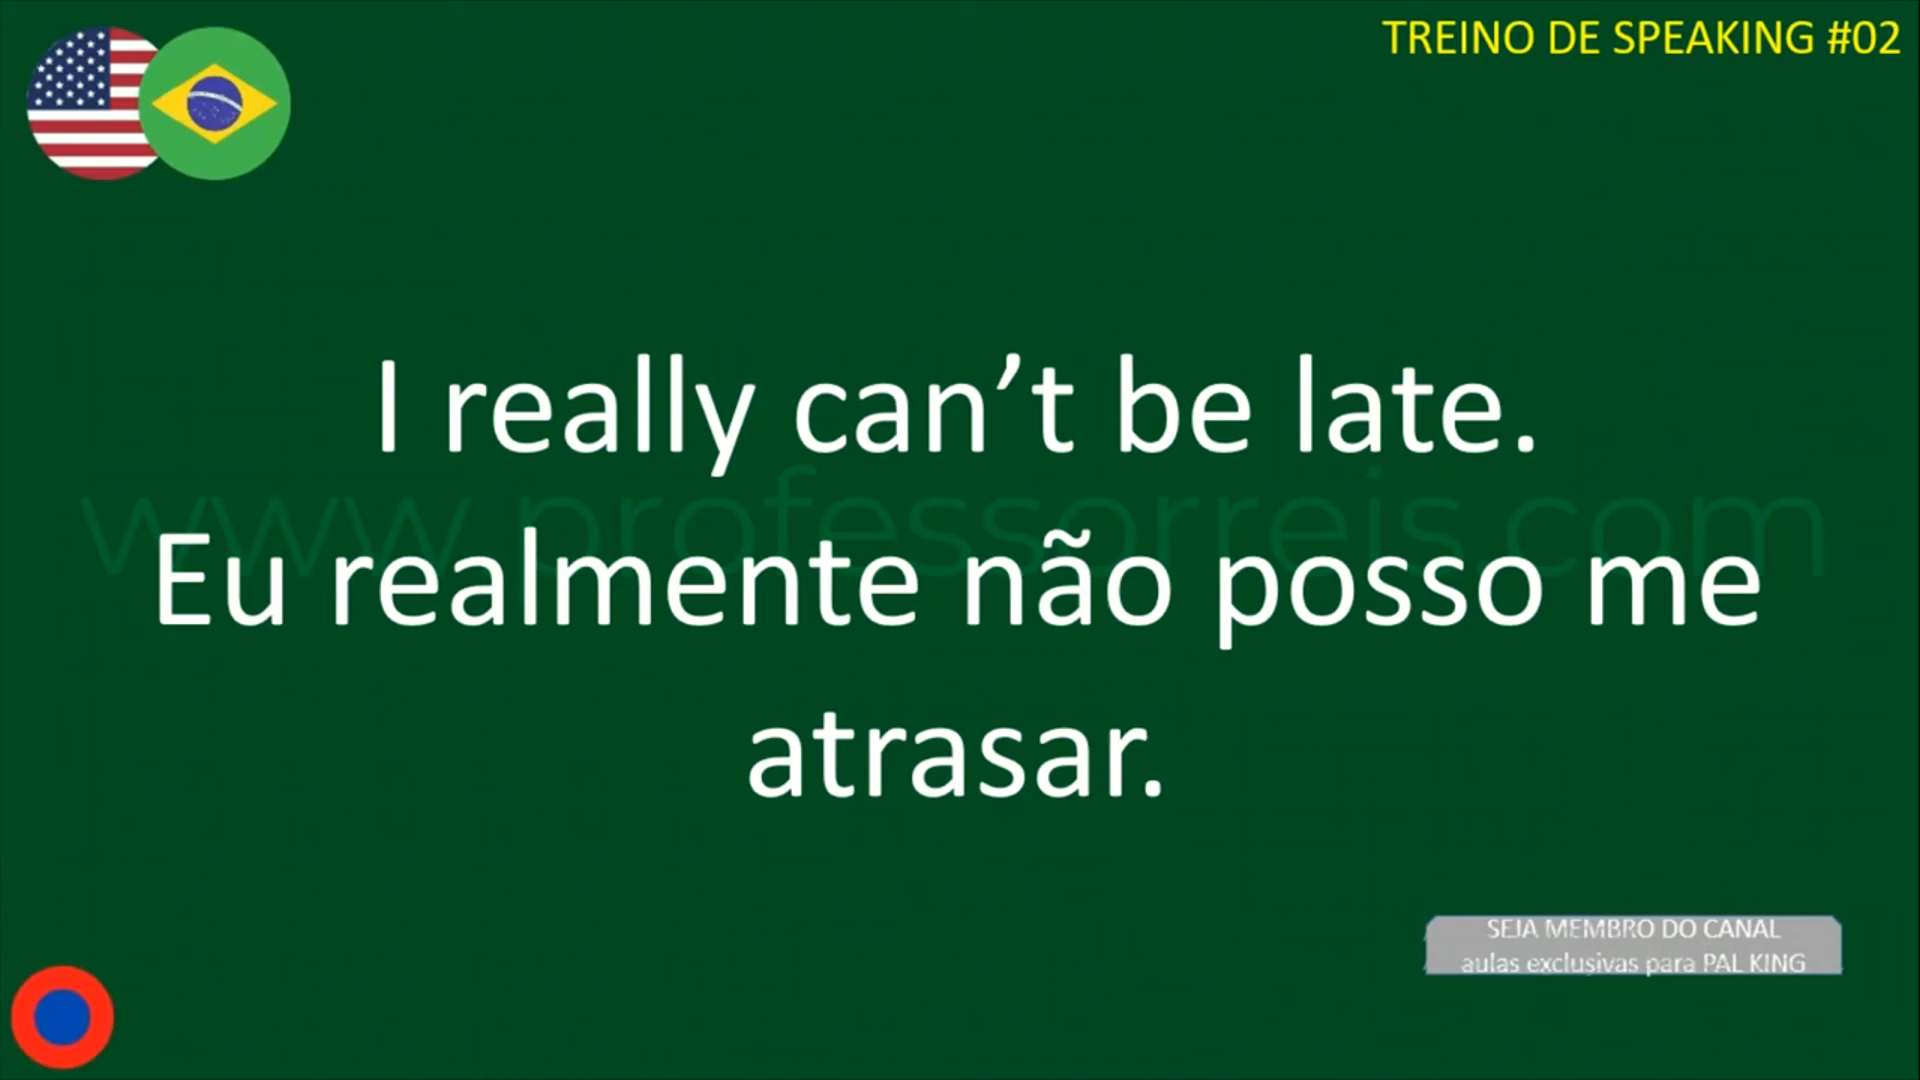 TREINO DE SPEAKING #02
I really can’t be late.
www.professorreis.com
Eu realmente não posso me
atrasar.
SEJA MEMBRO DO CANAL
aulas exclusivas para PAL KING